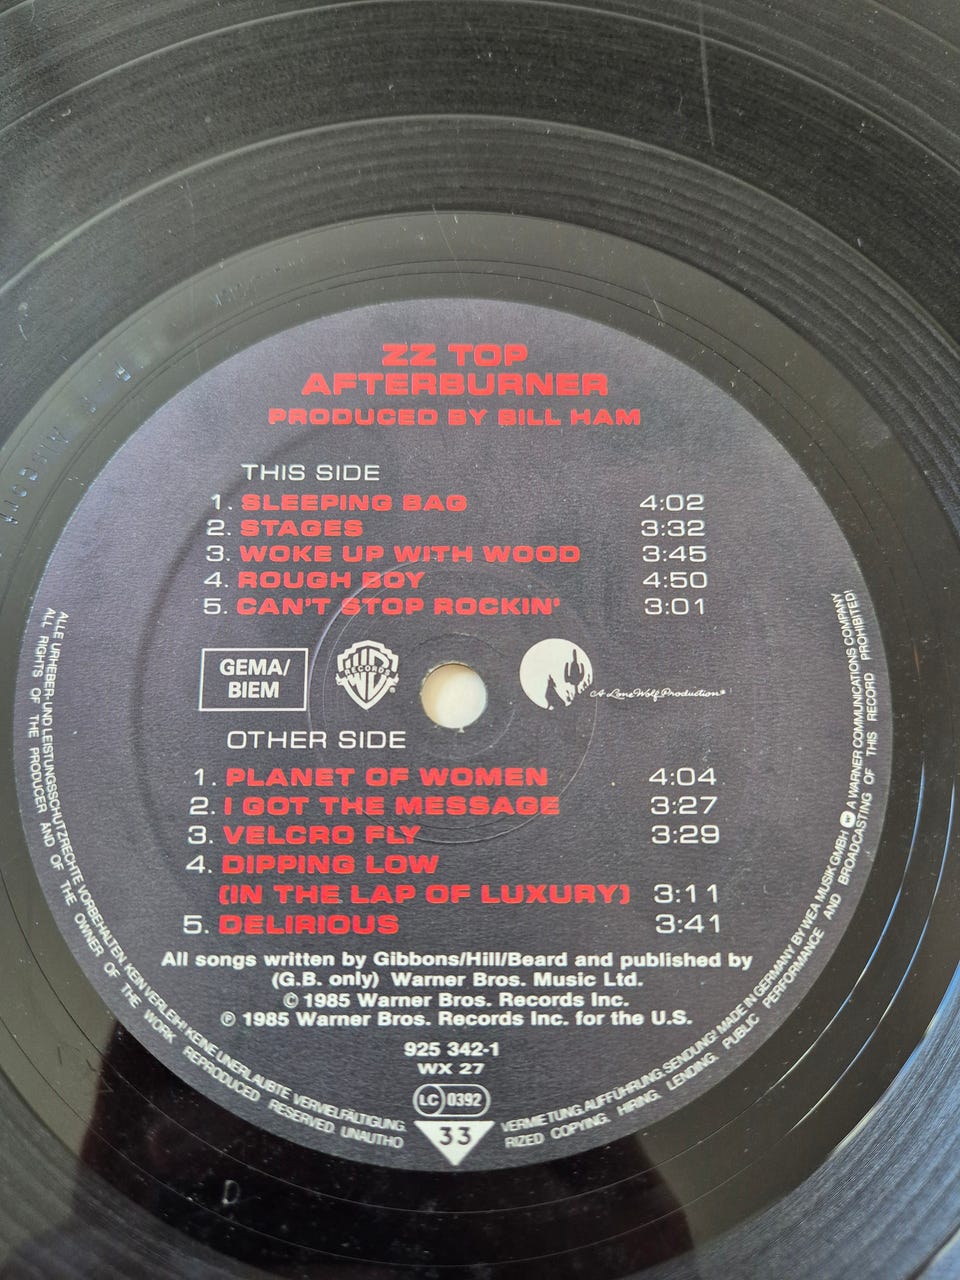 ZZ TOP
AFTERBURNER
PRODUCED BY BILL HAM
THIS SIDE
1. SLEEPING BAG 4:02
2. STAGES 3:32
3. WOKE UP WITH WOOD 3:45
4. ROUGH BOY 4:50
5. CAN'T STOP ROCKIN' 3:01
GEMA/
BIEM
WB RECORDS
A Lone Wolf Production*
OTHER SIDE
1. PLANET OF WOMEN 4:04
2. I GOT THE MESSAGE 3:27
3. VELCRO FLY 3:29
4. DIPPING LOW
(IN THE LAP OF LUXURY) 3:11
5. DELIRIOUS 3:41
All songs written by Gibbons/Hill/Beard and published by
(G.B. only) Warner Bros. Music Ltd.
© 1985 Warner Bros. Records Inc.
℗ 1985 Warner Bros. Records Inc. for the U.S.
925 342-1
WX 27
LC 0392
33
ALLE URHEBER- UND LEISTUNGSSCHUTZRECHTE VORBEHALTEN. KEIN VERLEIH! KEINE UNERLAUBTE VERVIELFÄLTIGUNG. VERMIETUNG. AUFFÜHRUNG. SENDUNG! MADE IN GERMANY BY WEA MUSIK GMBH A WARNER COMMUNICATIONS COMPANY
ALL RIGHTS OF THE PRODUCER AND OF THE OWNER OF THE WORK REPRODUCED RESERVED. UNAUTHORIZED COPYING. HIRING. LENDING. PUBLIC PERFORMANCE AND BROADCASTING OF THIS RECORD PROHIBITED!